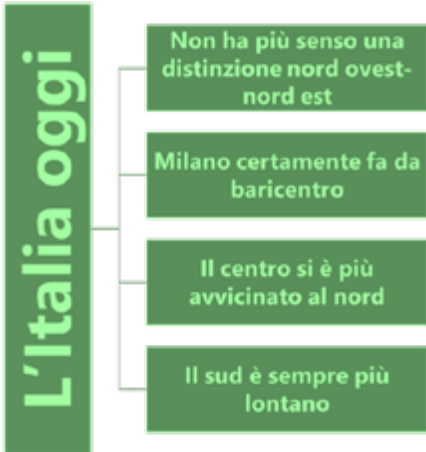 L'Italia oggi
Non ha più senso una
distinzione nord ovest-
nord est
Milano certamente fa da
baricentro
Il centro si è più
avvicinato al nord
Il sud è sempre più
lontano